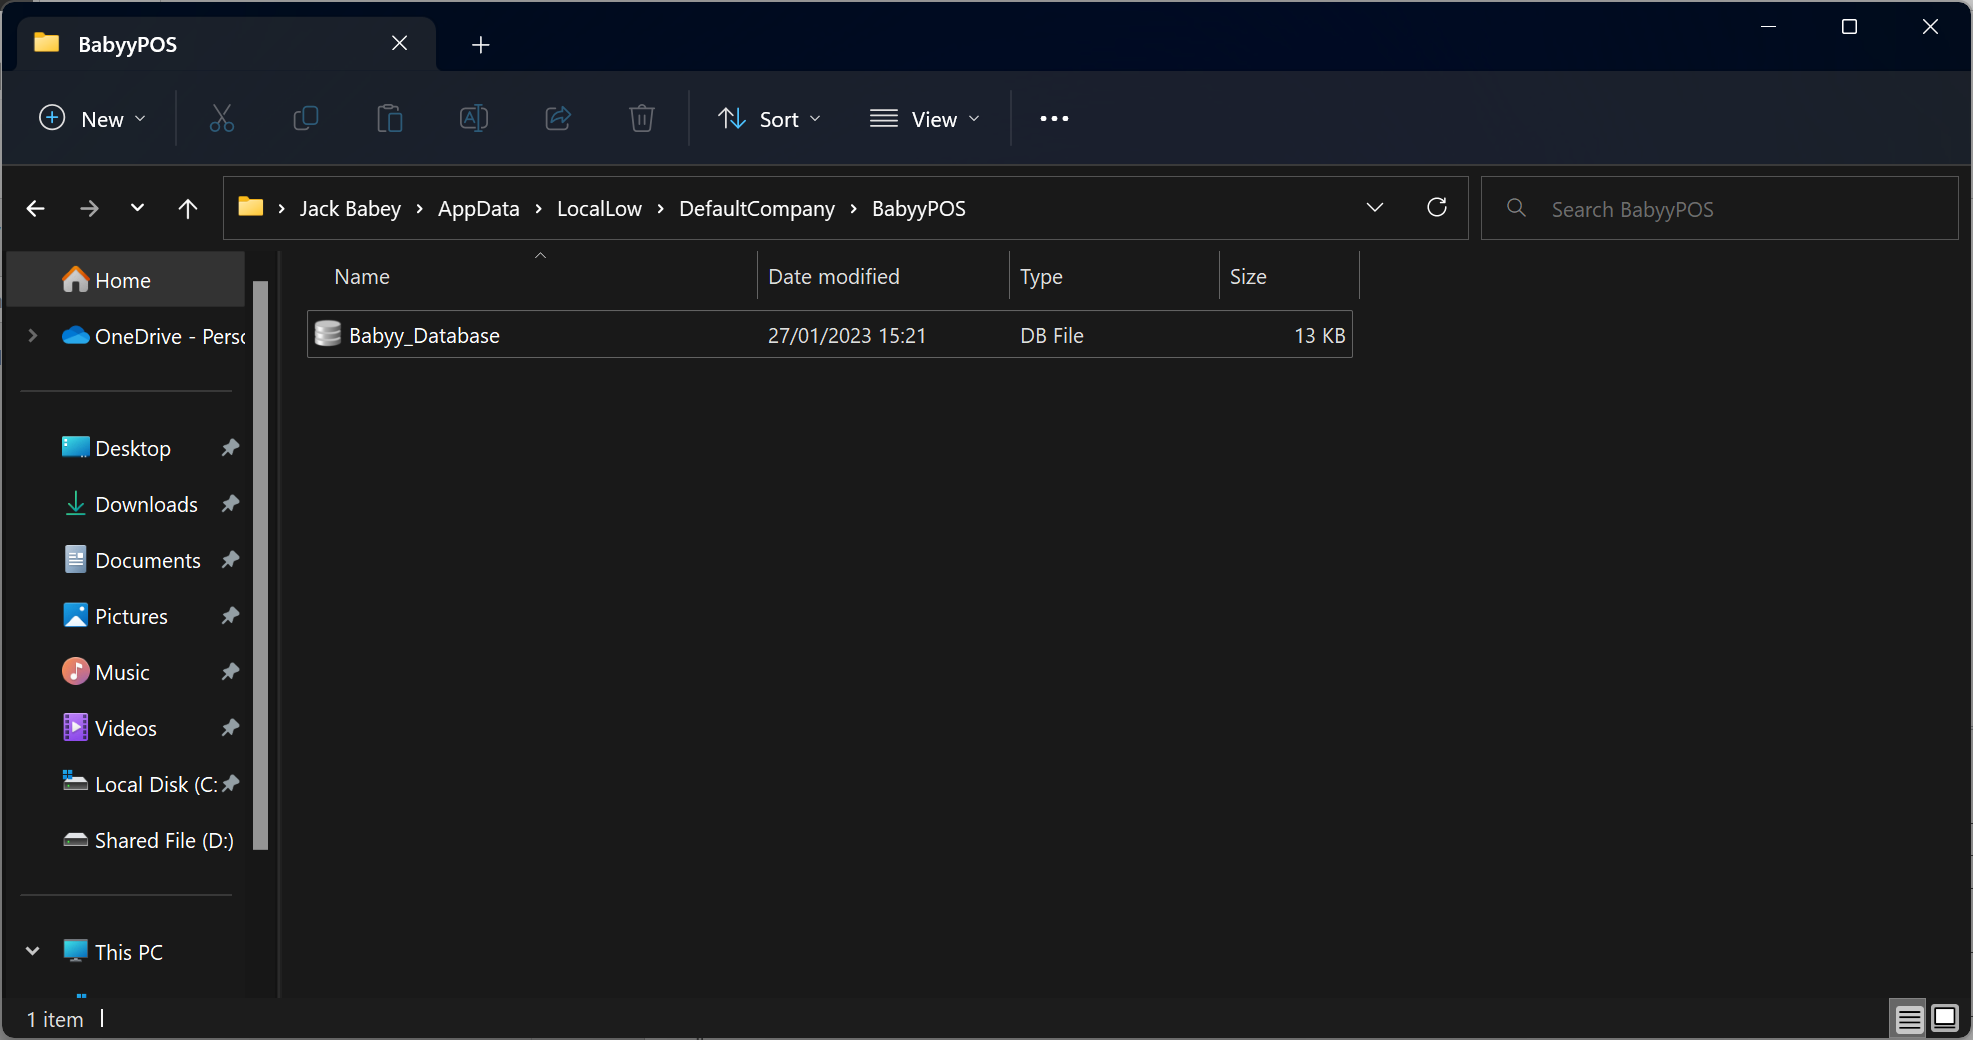 BabyyPOS
New
Sort
View
Jack Babey > AppData > LocalLow > DefaultCompany > BabyyPOS
Search BabyyPOS
Name Date modified Type Size
Babyy_Database 27/01/2023 15:21 DB File 13 KB
Home
OneDrive - Perso
Desktop
Downloads
Documents
Pictures
Music
Videos
Local Disk (C:
Shared File (D:)
This PC
1 item